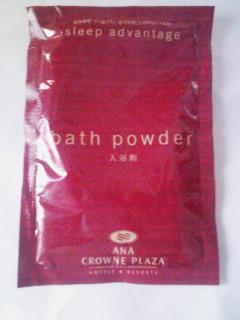 good night, good tomorrow
sleep advantage
bath powder
入浴剤
ANA
CROWNE PLAZA
HOTELS & RESORTS